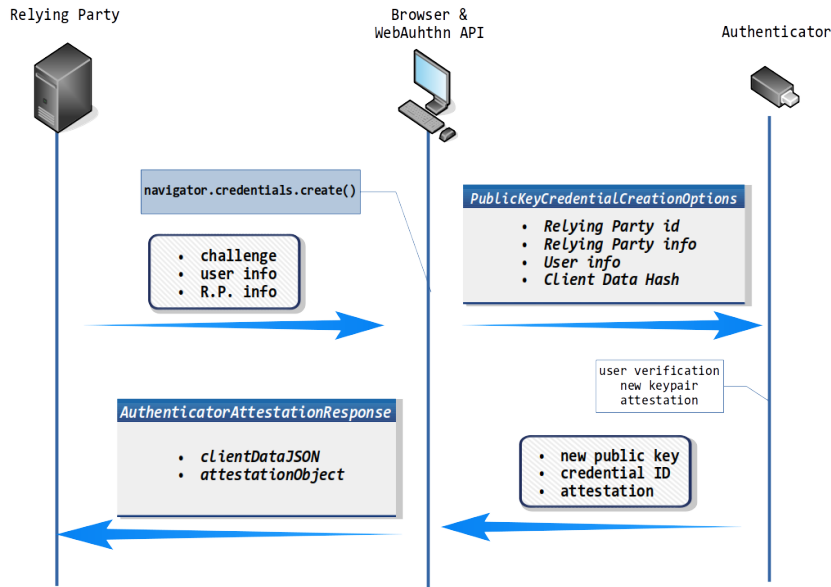 Relying Party
Browser &
WebAuhthn API
Authenticator
navigator.credentials.create()
PublicKeyCredentialCreationOptions
• Relying Party id
• Relying Party info
• User info
• Client Data Hash
• challenge
• user info
• R.P. info
user verification
new keypair
attestation
AuthenticatorAttestationResponse
• clientDataJSON
• attestationObject
• new public key
• credential ID
• attestation